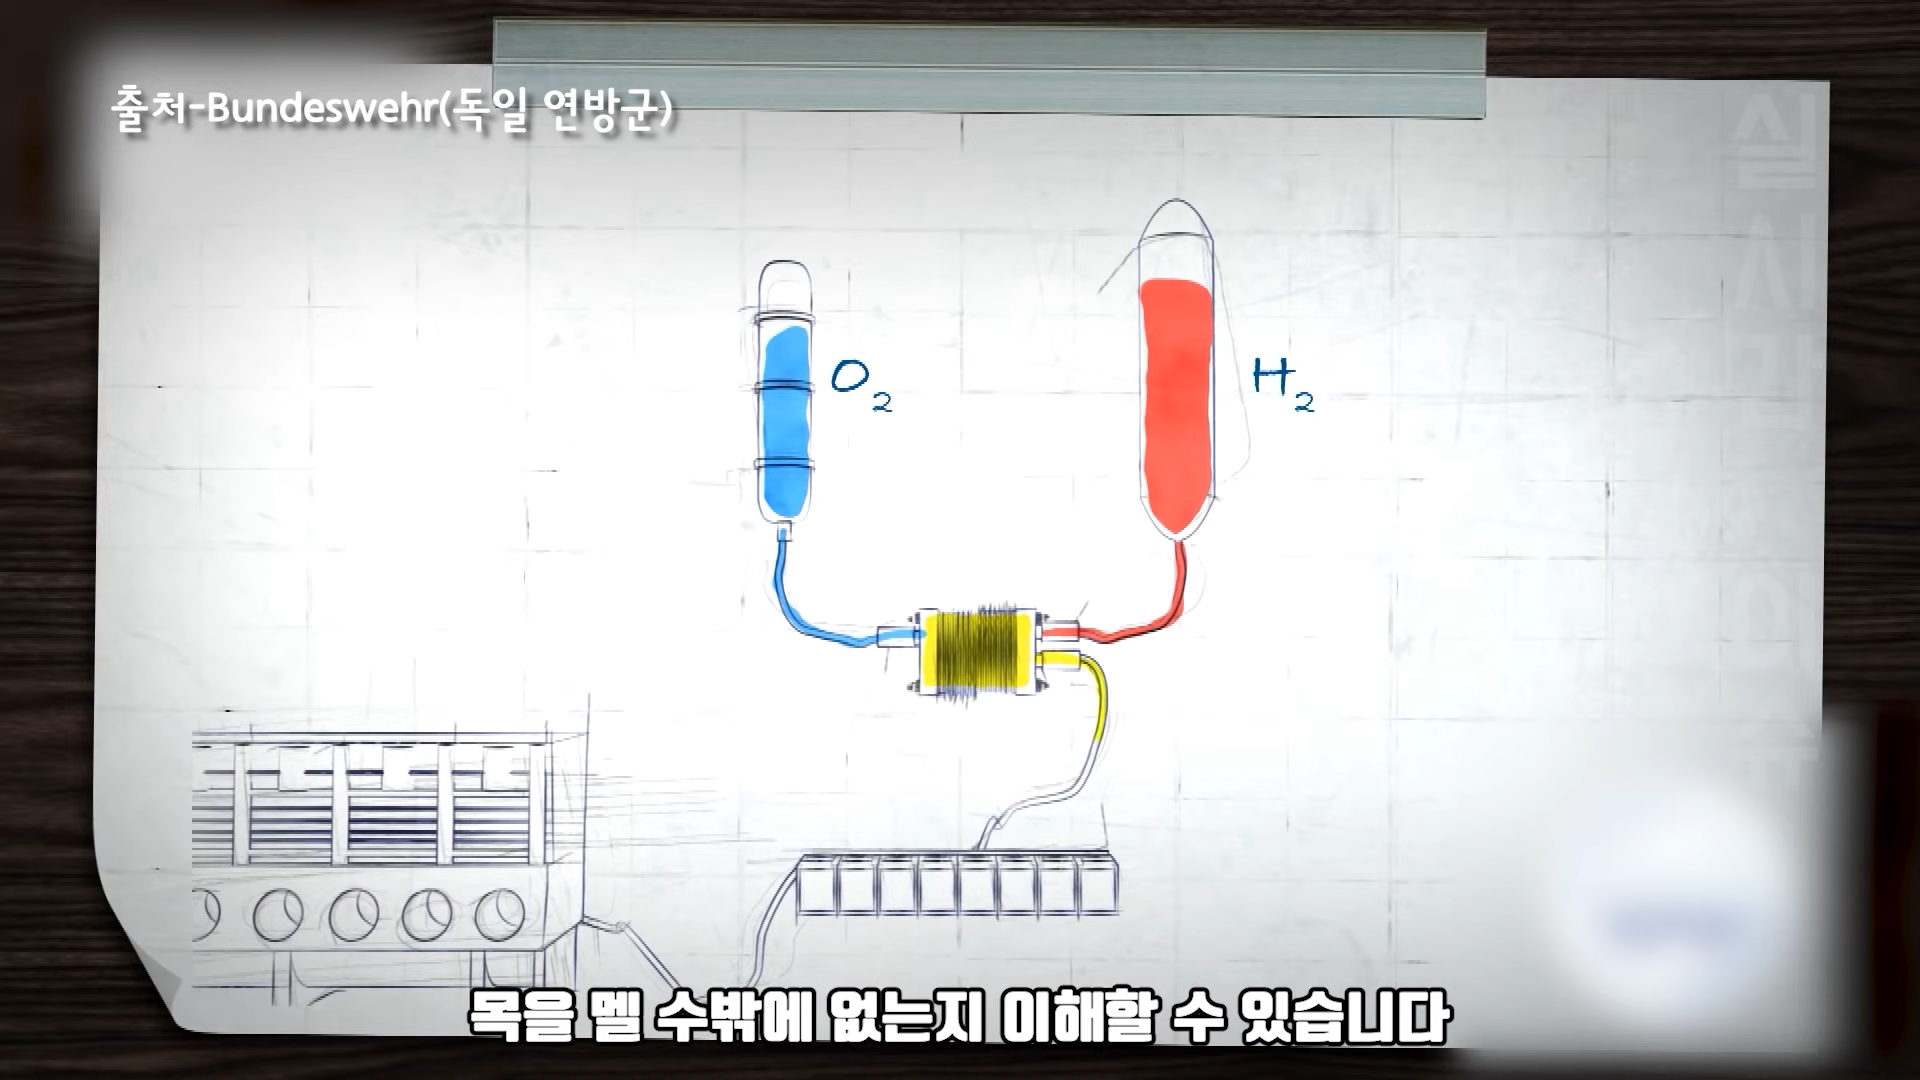 출처-Bundeswehr(독일 연방군)
O₂
H₂
목을 멜 수밖에 없는지 이해할 수 있습니다